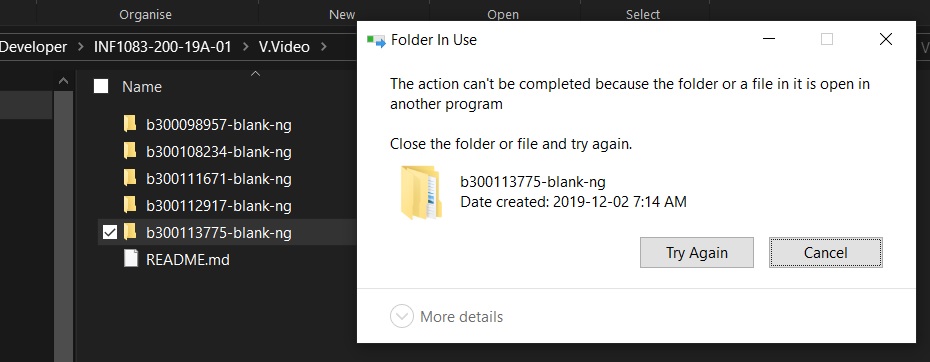 Organise
New
Open
Select
Developer > INF1083-200-19A-01 > V.Video >
Name
b300098957-blank-ng
b300108234-blank-ng
b300111671-blank-ng
b300112917-blank-ng
b300113775-blank-ng
README.md
Folder In Use
The action can't be completed because the folder or a file in it is open in
another program
Close the folder or file and try again.
b300113775-blank-ng
Date created: 2019-12-02 7:14 AM
Try Again
Cancel
More details